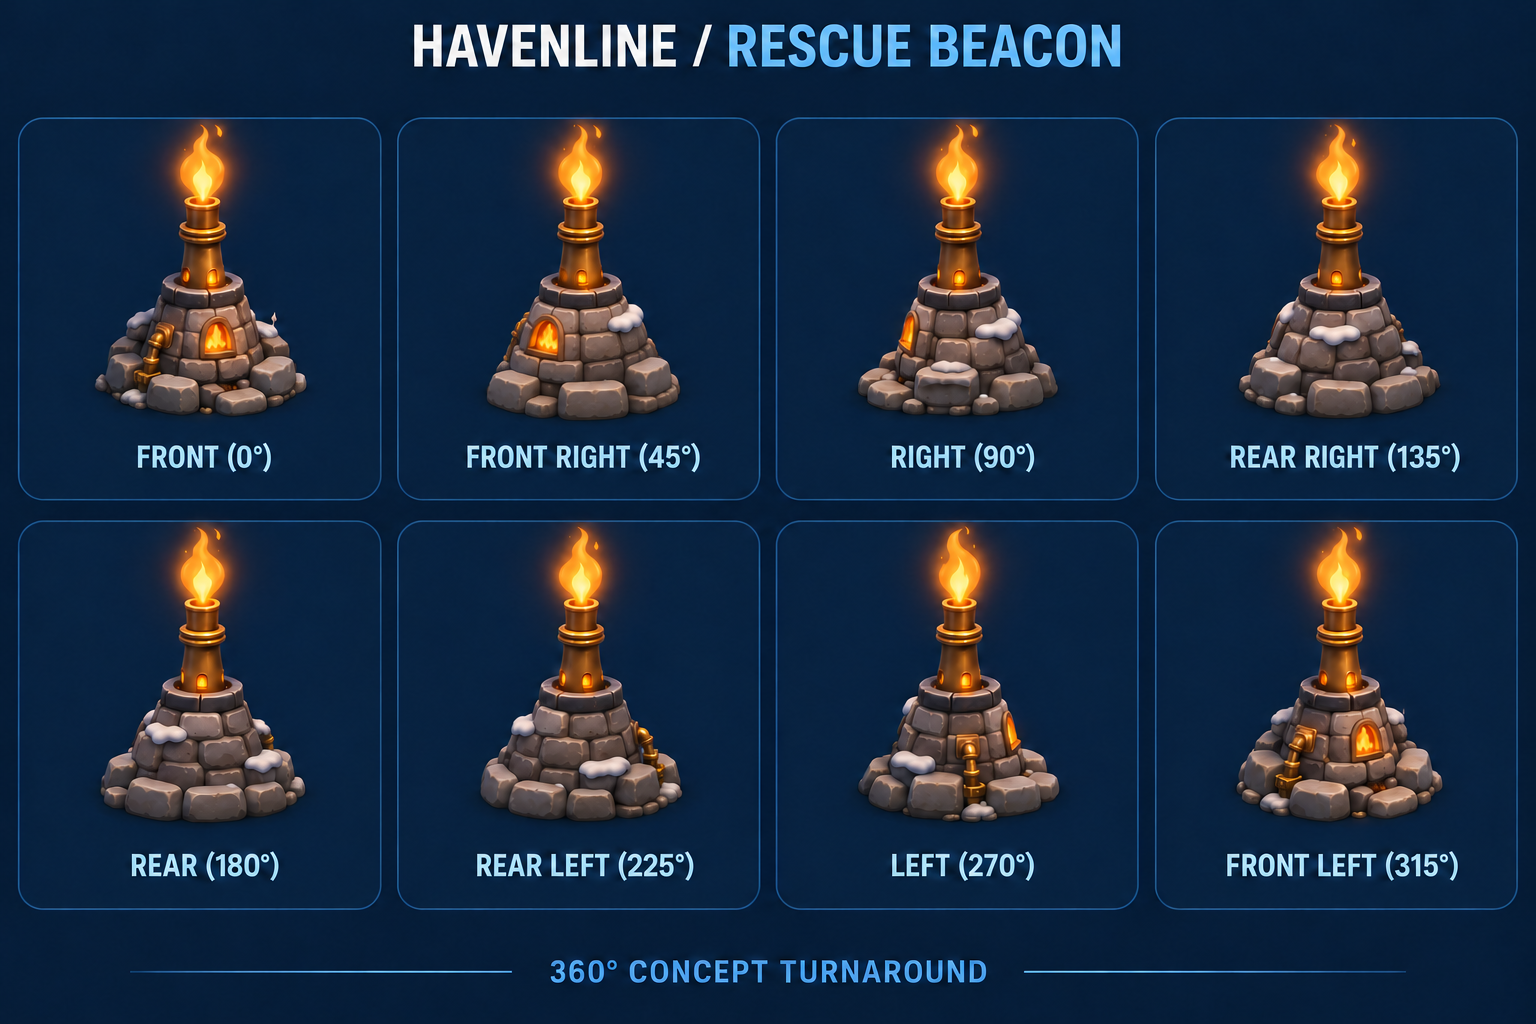 HAVENLINE / RESCUE BEACON
FRONT (0°)
FRONT RIGHT (45°)
RIGHT (90°)
REAR RIGHT (135°)
REAR (180°)
REAR LEFT (225°)
LEFT (270°)
FRONT LEFT (315°)
360° CONCEPT TURNAROUND